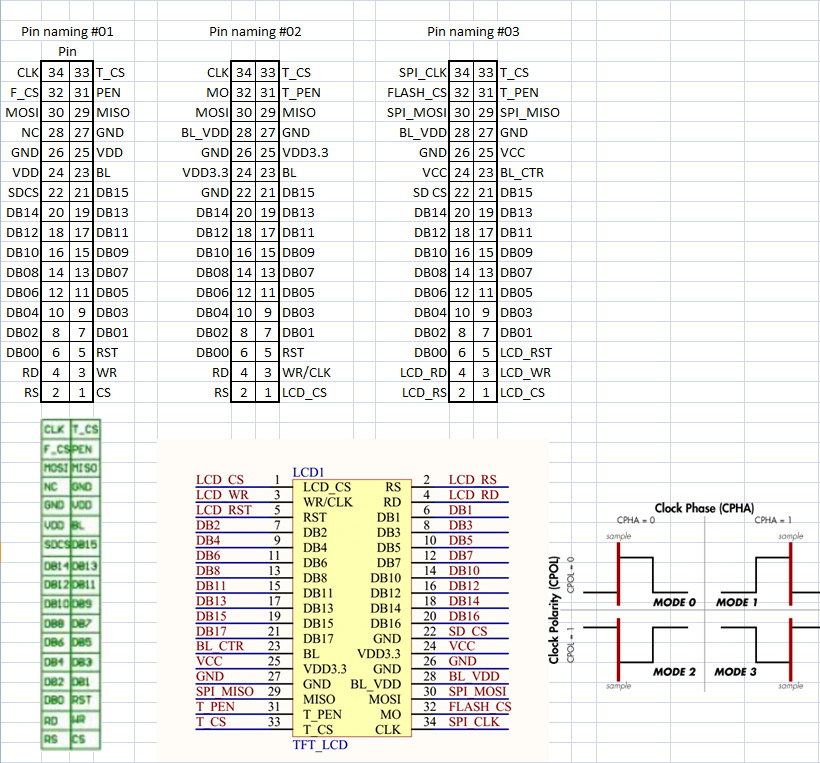 Pin naming #01 Pin naming #02 Pin naming #03
Pin
CLK 34 33 T_CS CLK 34 33 T_CS SPI_CLK 34 33 T_CS
F_CS 32 31 PEN MO 32 31 T_PEN FLASH_CS 32 31 T_PEN
MOSI 30 29 MISO MOSI 30 29 MISO SPI_MOSI 30 29 SPI_MISO
NC 28 27 GND BL_VDD 28 27 GND BL_VDD 28 27 GND
GND 26 25 VDD GND 26 25 VDD3.3 GND 26 25 VCC
VDD 24 23 BL VDD3.3 24 23 BL VCC 24 23 BL_CTR
SDCS 22 21 DB15 GND 22 21 DB15 SD CS 22 21 DB15
DB14 20 19 DB13 DB14 20 19 DB13 DB14 20 19 DB13
DB12 18 17 DB11 DB12 18 17 DB11 DB12 18 17 DB11
DB10 16 15 DB09 DB10 16 15 DB09 DB10 16 15 DB09
DB08 14 13 DB07 DB08 14 13 DB07 DB08 14 13 DB07
DB06 12 11 DB05 DB06 12 11 DB05 DB06 12 11 DB05
DB04 10 9 DB03 DB04 10 9 DB03 DB04 10 9 DB03
DB02 8 7 DB01 DB02 8 7 DB01 DB02 8 7 DB01
DB00 6 5 RST DB00 6 5 RST DB00 6 5 LCD_RST
RD 4 3 WR RD 4 3 WR/CLK LCD_RD 4 3 LCD_WR
RS 2 1 CS RS 2 1 LCD_CS LCD_RS 2 1 LCD_CS
CLK T_CS
F_CS PEN
MOSI MISO
NC GND
GND VDD
VDD BL
SDCS DB15
DB14 DB13
DB12 DB11
DB10 DB9
DB8 DB7
DB6 DB5
DB4 DB3
DB2 DB1
DB0 RST
RD WR
RS CS
LCD1
LCD_CS 1 LCD_CS RS 2 LCD_RS
LCD_WR 3 WR/CLK RD 4 LCD_RD
LCD_RST 5 RST DB1 6 DB1
DB2 7 DB2 DB3 8 DB3
DB4 9 DB4 DB5 10 DB5
DB6 11 DB6 DB7 12 DB7
DB8 13 DB8 DB10 14 DB10
DB11 15 DB11 DB12 16 DB12
DB13 17 DB13 DB14 18 DB14
DB15 19 DB15 DB16 20 DB16
DB17 21 DB17 GND 22 SD_CS
BL_CTR 23 BL VDD3.3 24 VCC
VCC 25 VDD3.3 GND 26 GND
GND 27 GND BL_VDD 28 BL_VDD
SPI_MISO 29 MISO MOSI 30 SPI_MOSI
T_PEN 31 T_PEN MO 32 FLASH_CS
T_CS 33 T_CS CLK 34 SPI_CLK
TFT_LCD
Clock Phase (CPHA)
CPHA = 0 CPHA = 1
sample sample
Clock Polarity (CPOL)
CPOL = 0
MODE 0 MODE 1
CPOL = 1
MODE 2 MODE 3
sample sample